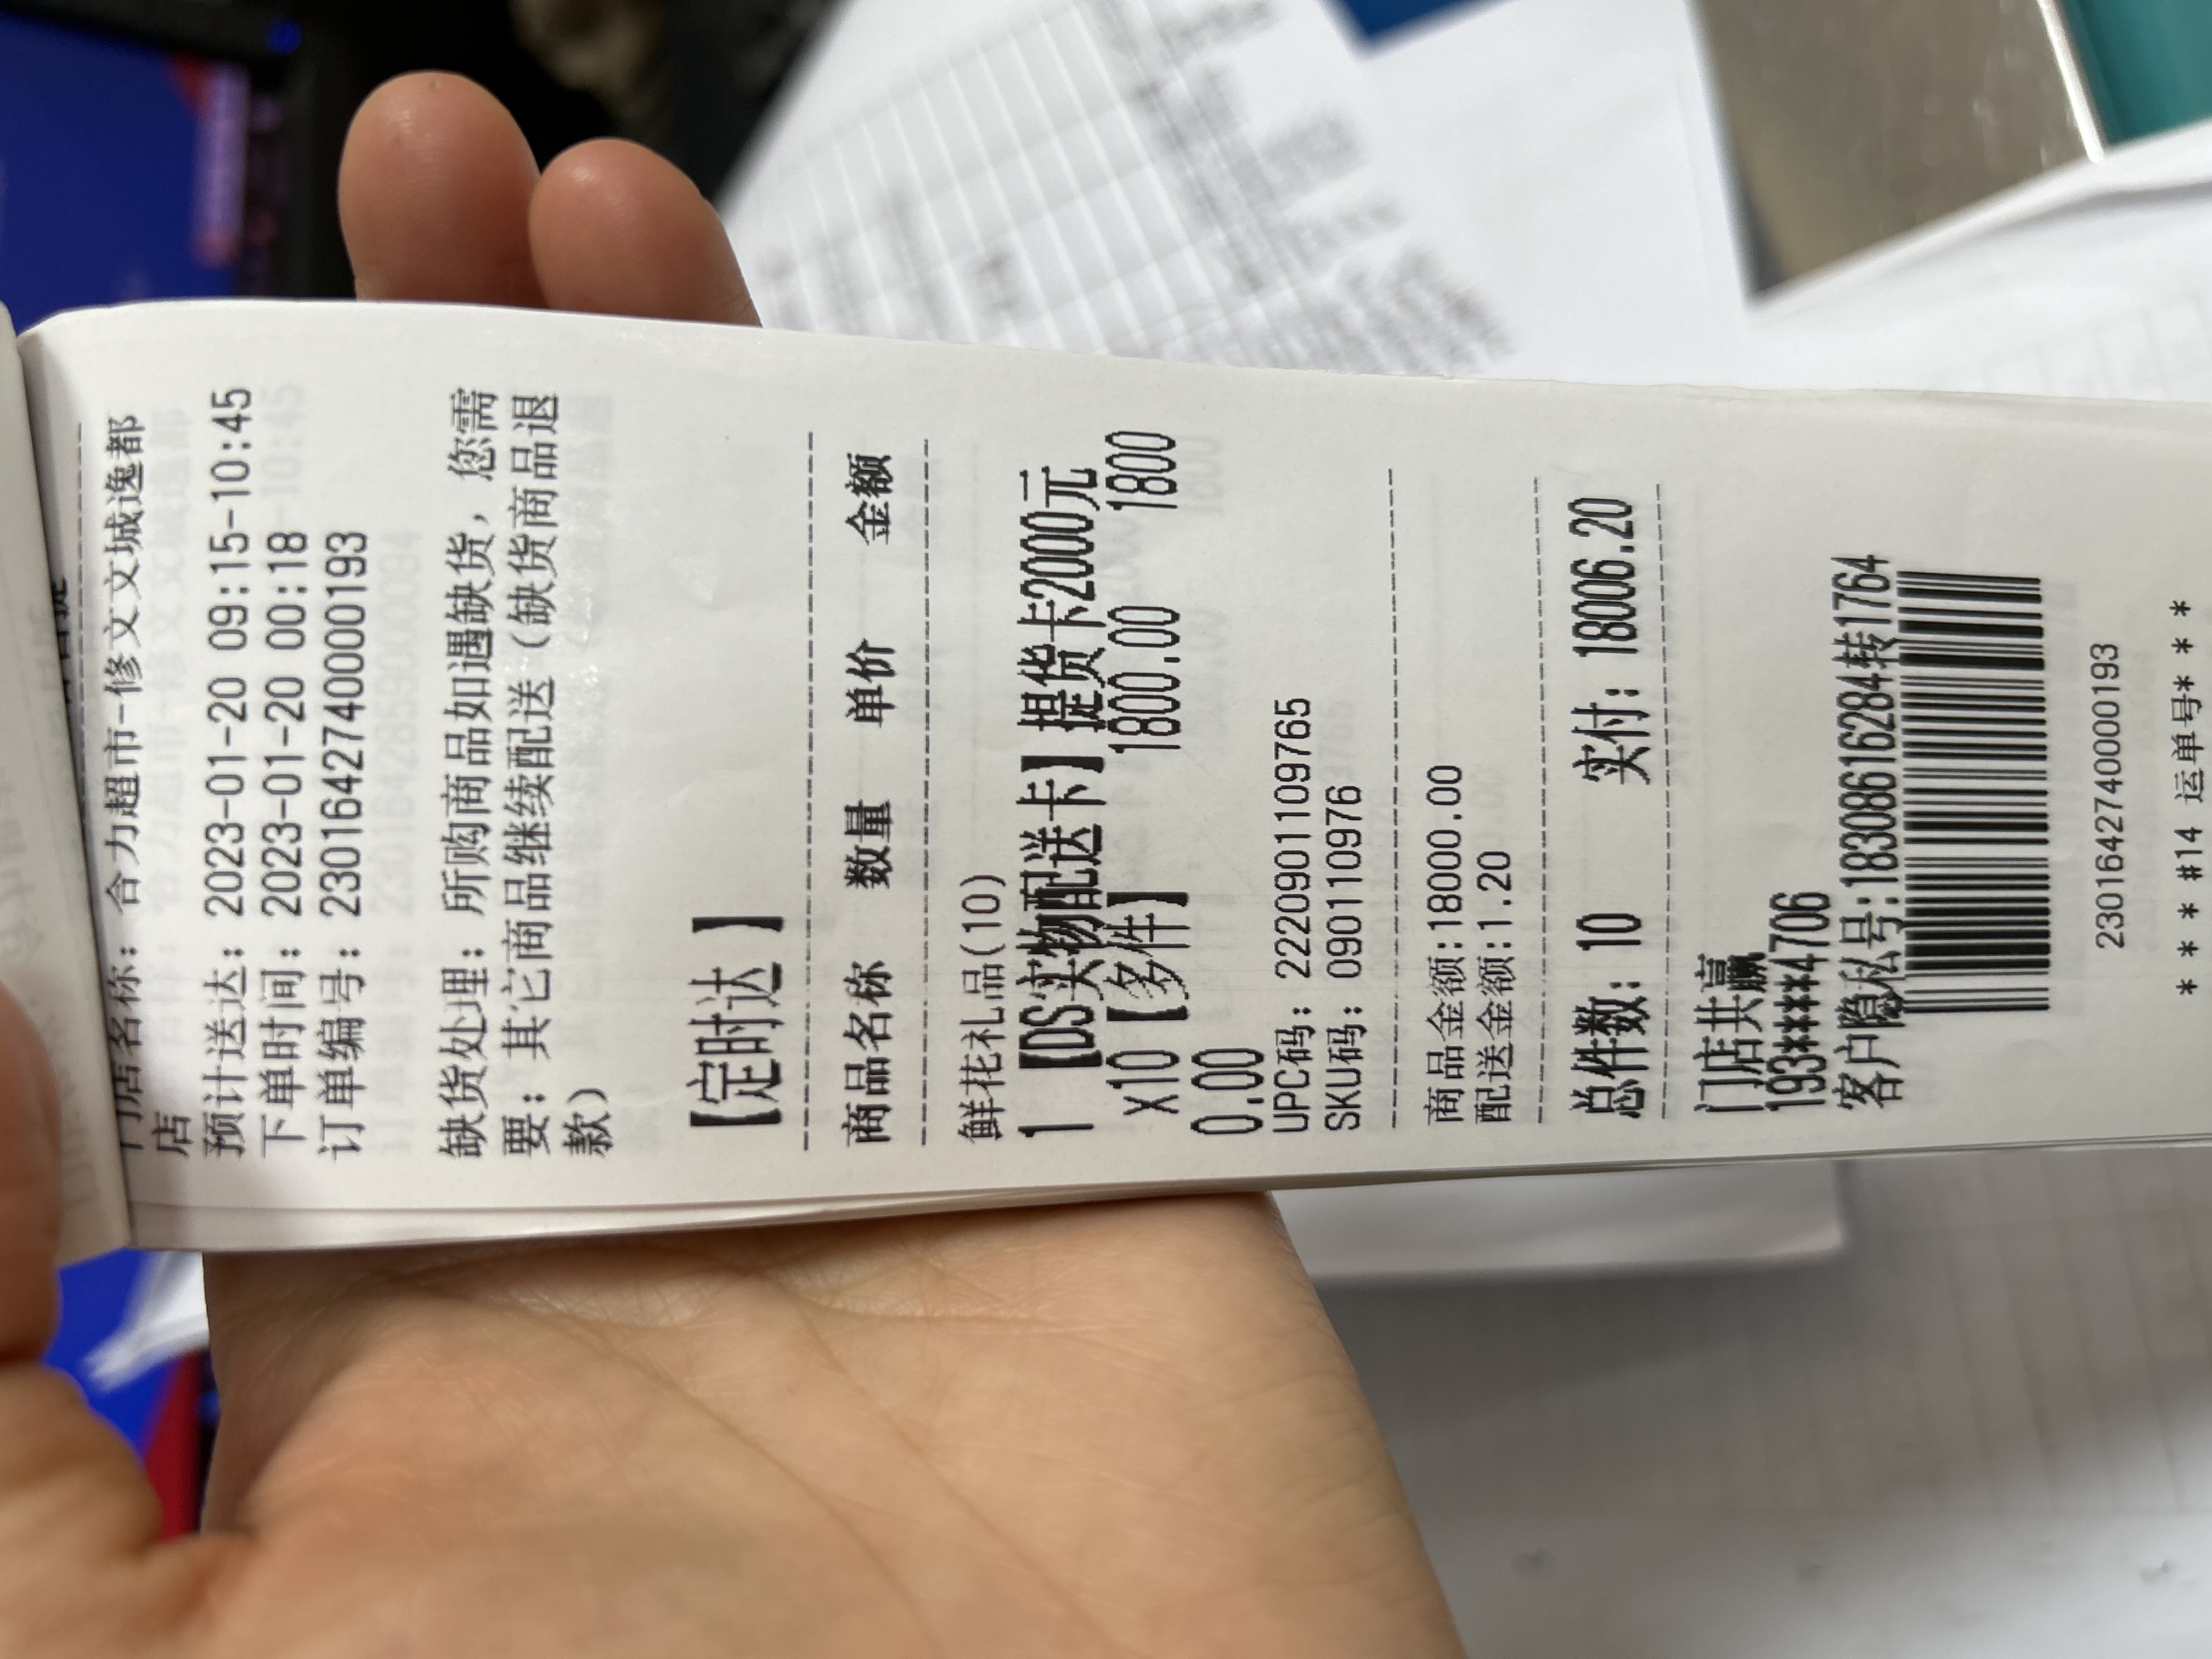 门店名称：合力超市-修文文城逸都
店
预计送达：2023-01-20 09:15-10:45
下单时间：2023-01-20 00:18
订单编号：2301642740000193
缺货处理：所购商品如遇缺货，您需
要：其它商品继续配送（缺货商品退
款）
【定时达 】
商品名称 数量 单价 金额
鲜花礼品(10)
1 【DS实物配送卡】提货卡2000元
x10【多件】 1800.00 1800
0.00
UPC码：2220901109765
SKU码：090110976
商品金额:18000.00
配送金额:1.20
总件数：10 实付：18006.20
门店共赢
193****4706
客户隐私号:18308616284转1764
2301642740000193
* * * #14 运单号* * *